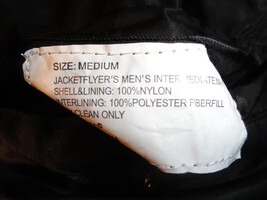 SIZE: MEDIUM
JACKETFLYER'S MEN'S
SHELL&LINING: 100%NYLON
INTERLINING: 100%POLYESTER FIBERFILL
CLEAN ONLY